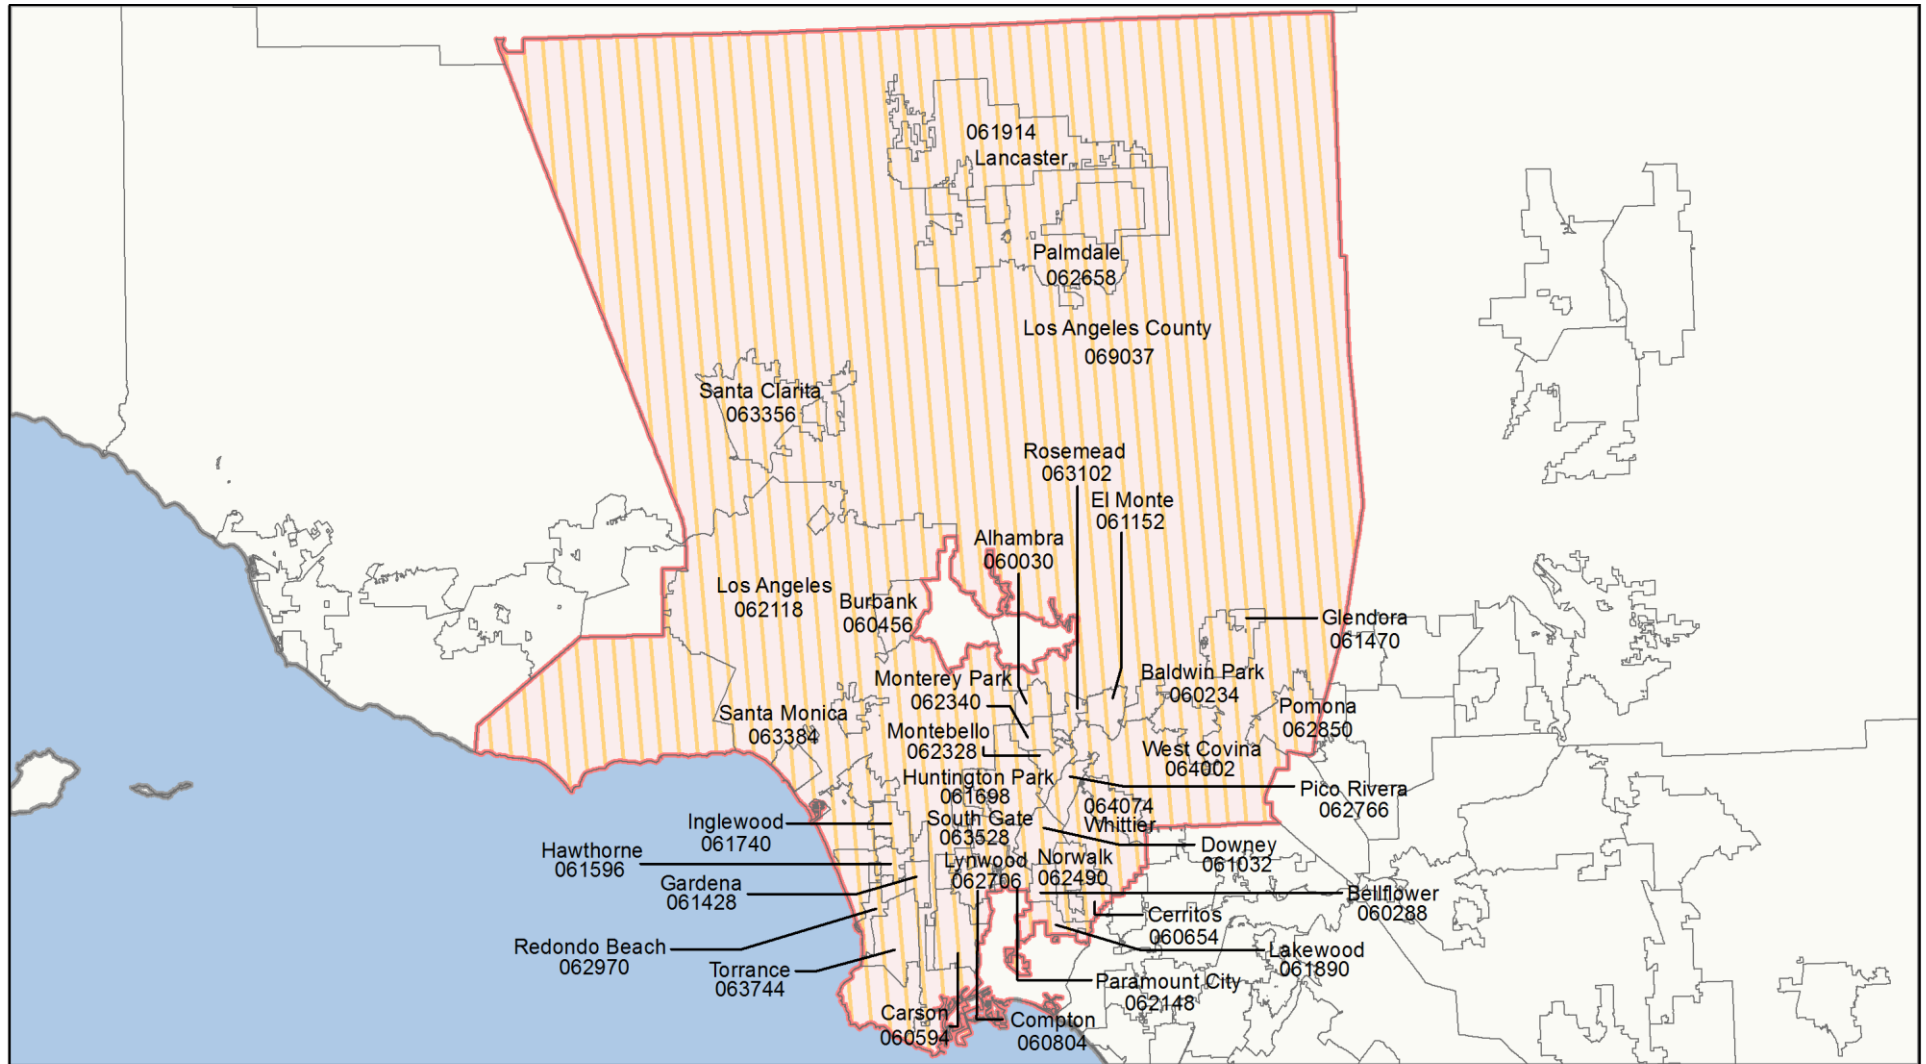 061914
Lancaster
Palmdale
062658
Los Angeles County
069037
Santa Clarita
063356
Rosemead
063102
El Monte
061152
Alhambra
060030
Los Angeles
062118
Burbank
060456
Glendora
061470
Baldwin Park
060234
Monterey Park
062340
Pomona
062850
Santa Monica
063384
Montebello
062328
West Covina
064002
Huntington Park
061698
Pico Rivera
062766
064074
Whittier
South Gate
063528
Inglewood
061740
Downey
061032
Hawthorne
061596
Lynwood
062706
Norwalk
062490
Gardena
061428
Bellflower
060288
Cerritos
060654
Redondo Beach
062970
Lakewood
061890
Torrance
063744
Paramount City
062148
Carson
060594
Compton
060804